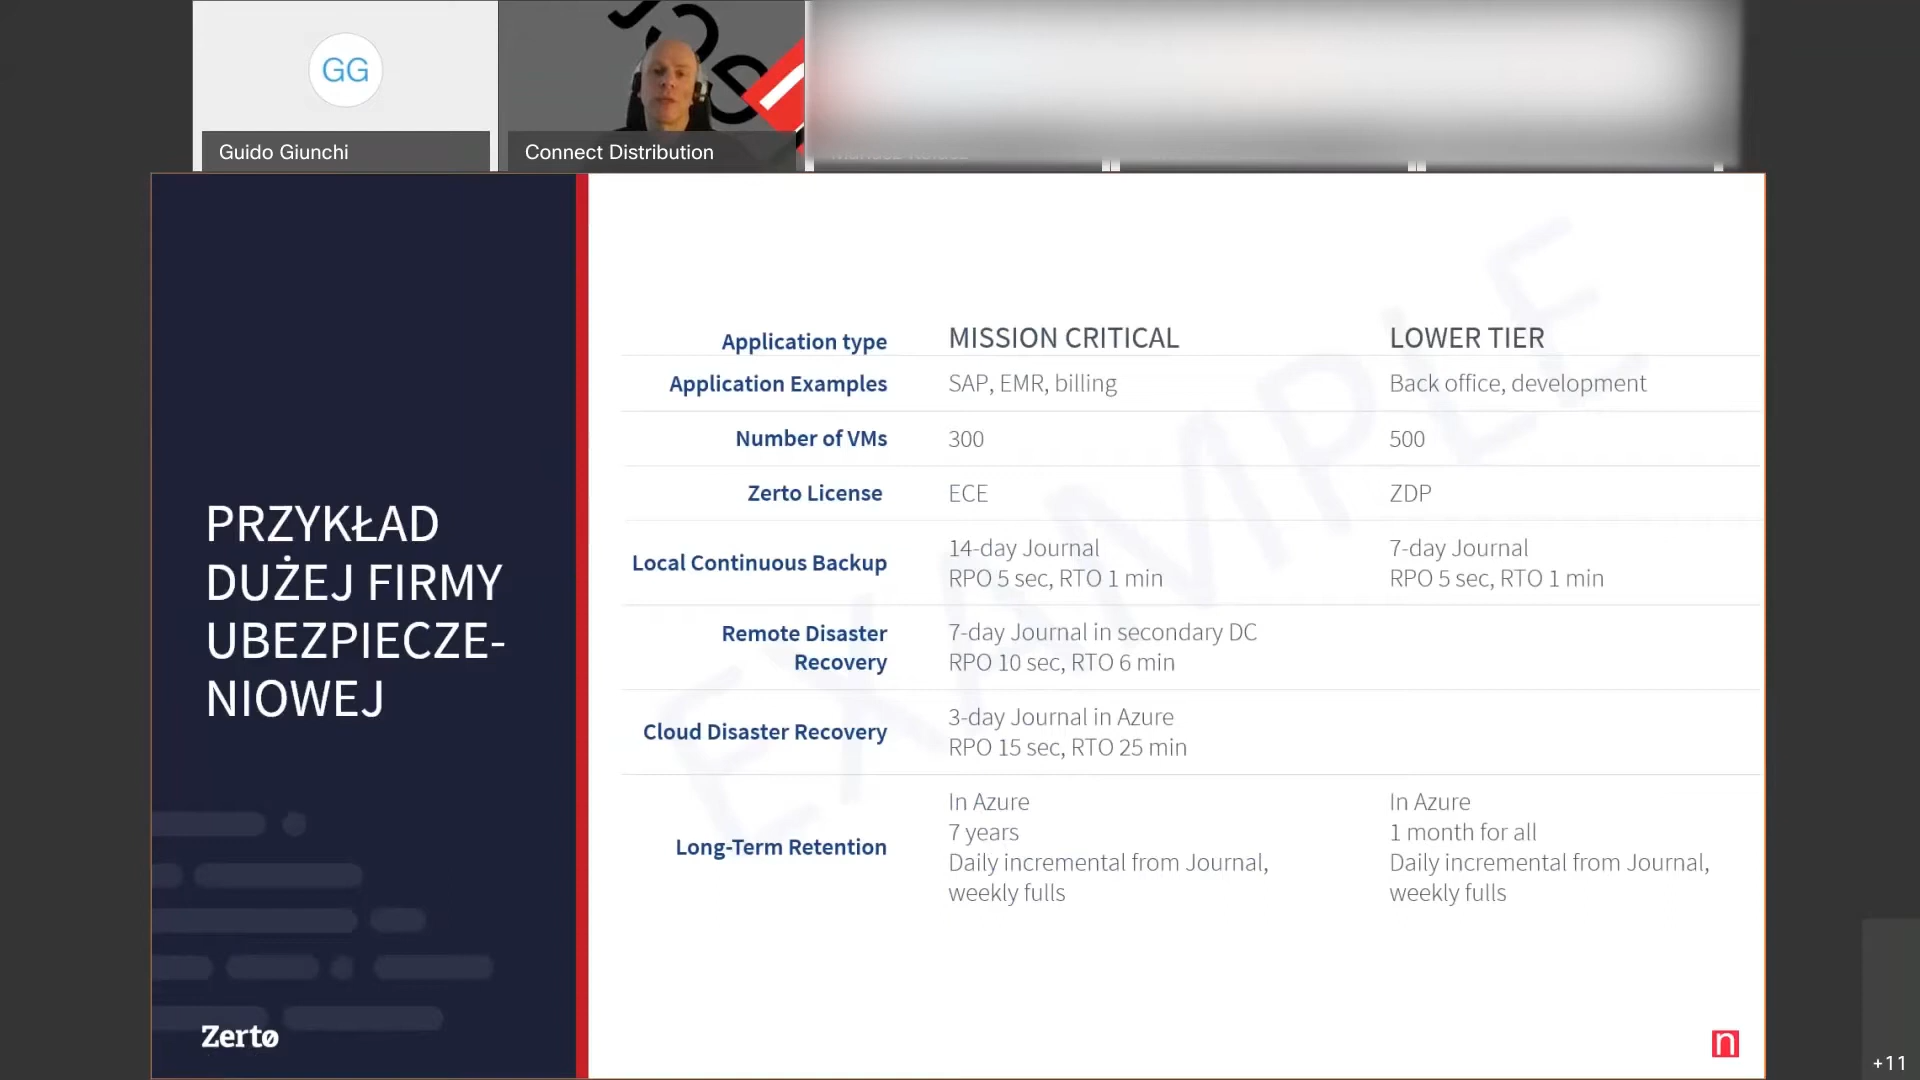 GG
Guido Giunchi
Connect Distribution
PRZYKŁAD
DUŻEJ FIRMY
UBEZPIECZE-
NIOWEJ
Zerto
Application type MISSION CRITICAL LOWER TIER
Application Examples SAP, EMR, billing Back office, development
Number of VMs 300 500
Zerto License ECE ZDP
Local Continuous Backup
14-day Journal
RPO 5 sec, RTO 1 min
7-day Journal
RPO 5 sec, RTO 1 min
Remote Disaster
Recovery
7-day Journal in secondary DC
RPO 10 sec, RTO 6 min
Cloud Disaster Recovery
3-day Journal in Azure
RPO 15 sec, RTO 25 min
Long-Term Retention
In Azure
7 years
Daily incremental from Journal,
weekly fulls
In Azure
1 month for all
Daily incremental from Journal,
weekly fulls
EXAMPLE
n
+11